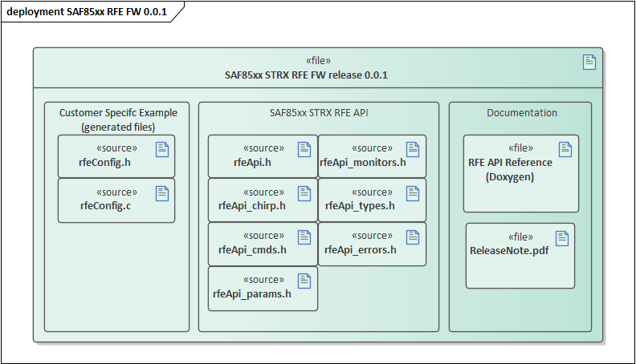 deployment SAF85xx RFE FW 0.0.1
«file»
SAF85xx STRX RFE FW release 0.0.1
Customer Specifc Example
(generated files)
«source»
rfeConfig.h
«source»
rfeConfig.c
SAF85xx STRX RFE API
«source»
rfeApi.h
«source»
rfeApi_monitors.h
«source»
rfeApi_chirp.h
«source»
rfeApi_types.h
«source»
rfeApi_cmds.h
«source»
rfeApi_errors.h
«source»
rfeApi_params.h
Documentation
«file»
RFE API Reference
(Doxygen)
«file»
ReleaseNote.pdf